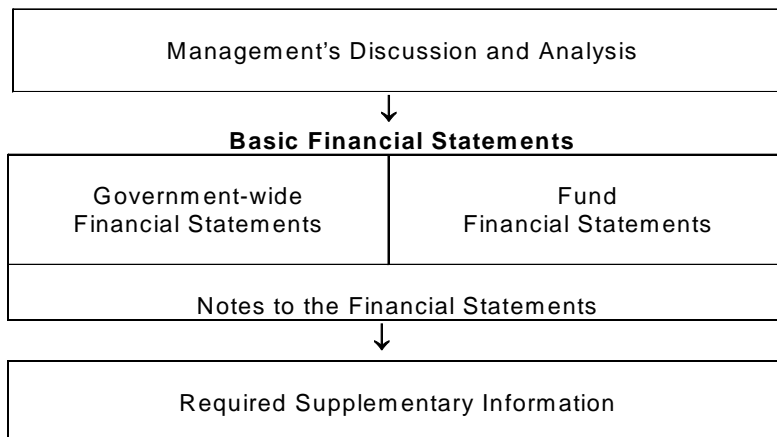 Management’s Discussion and Analysis
↓
Basic Financial Statements
Government-wide
Financial Statements
Fund
Financial Statements
Notes to the Financial Statements
↓
Required Supplementary Information